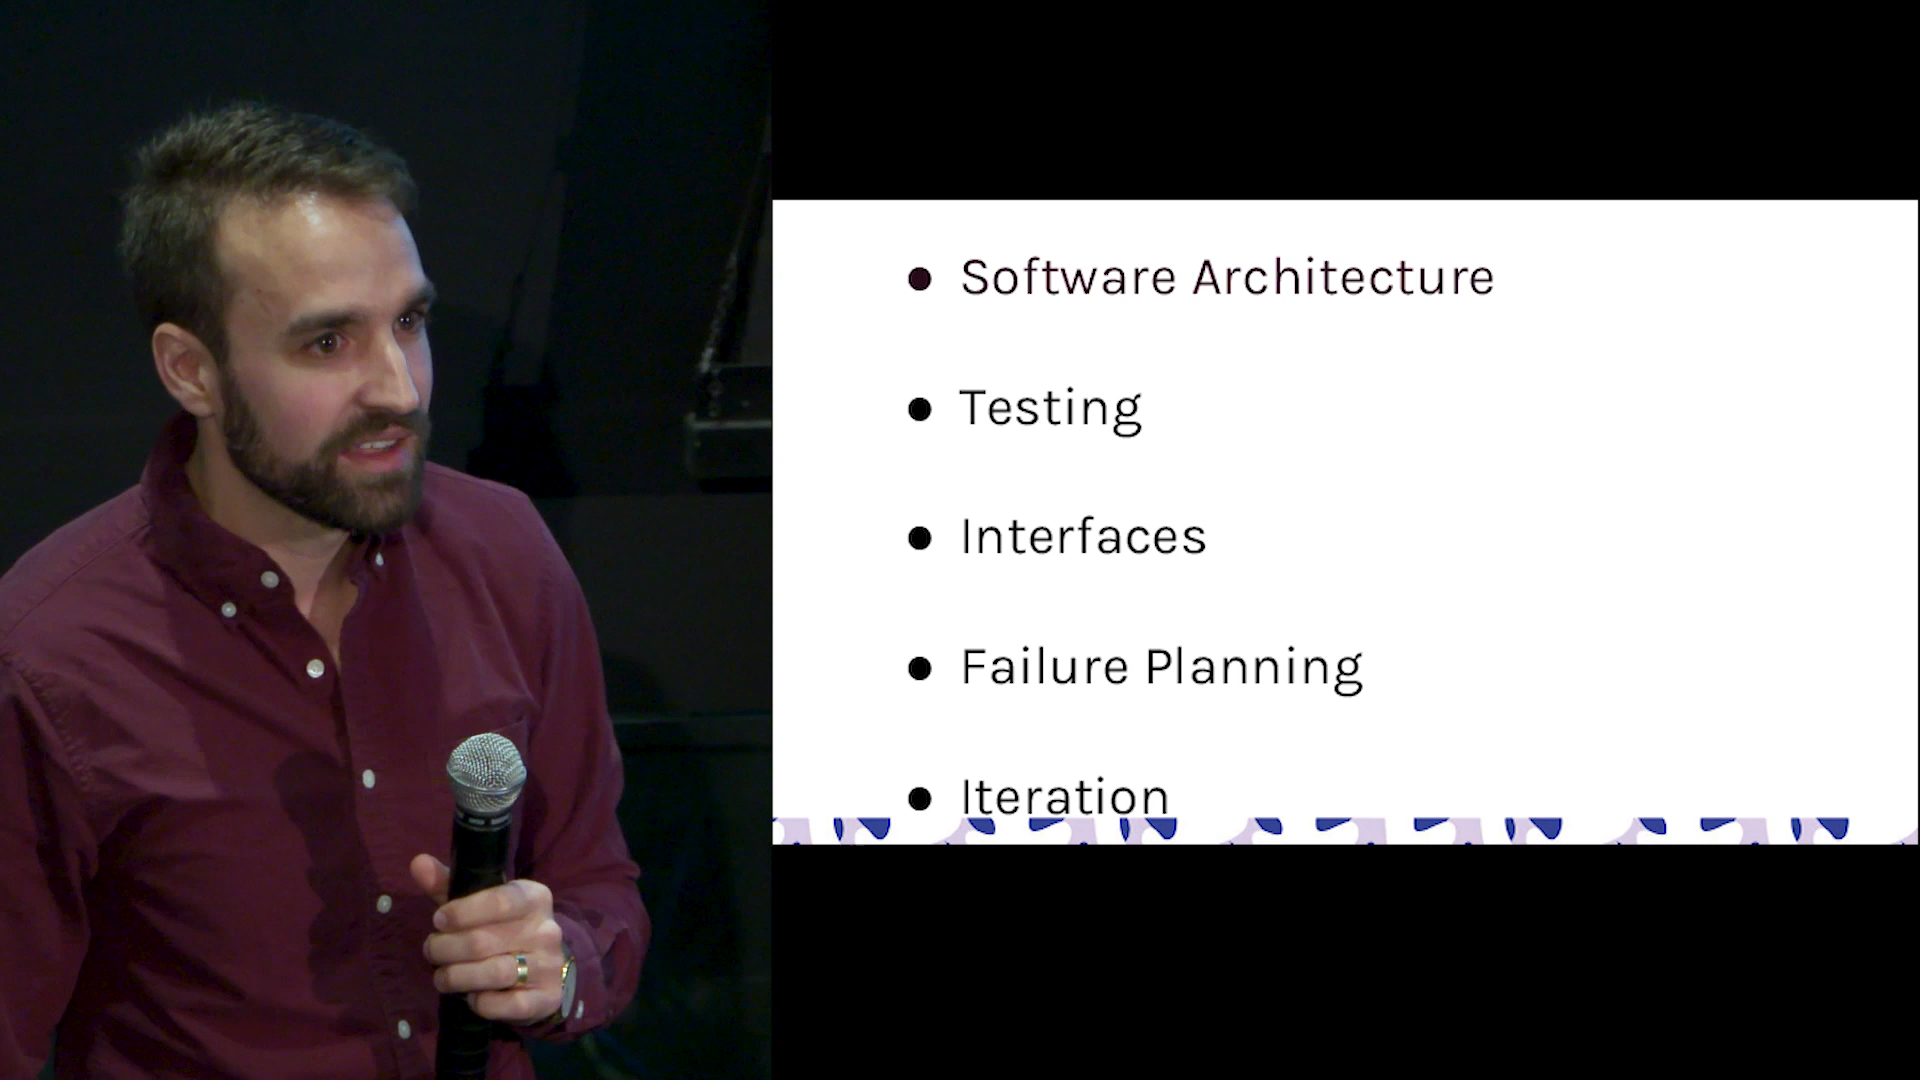 ● Software Architecture
● Testing
● Interfaces
● Failure Planning
● Iteration